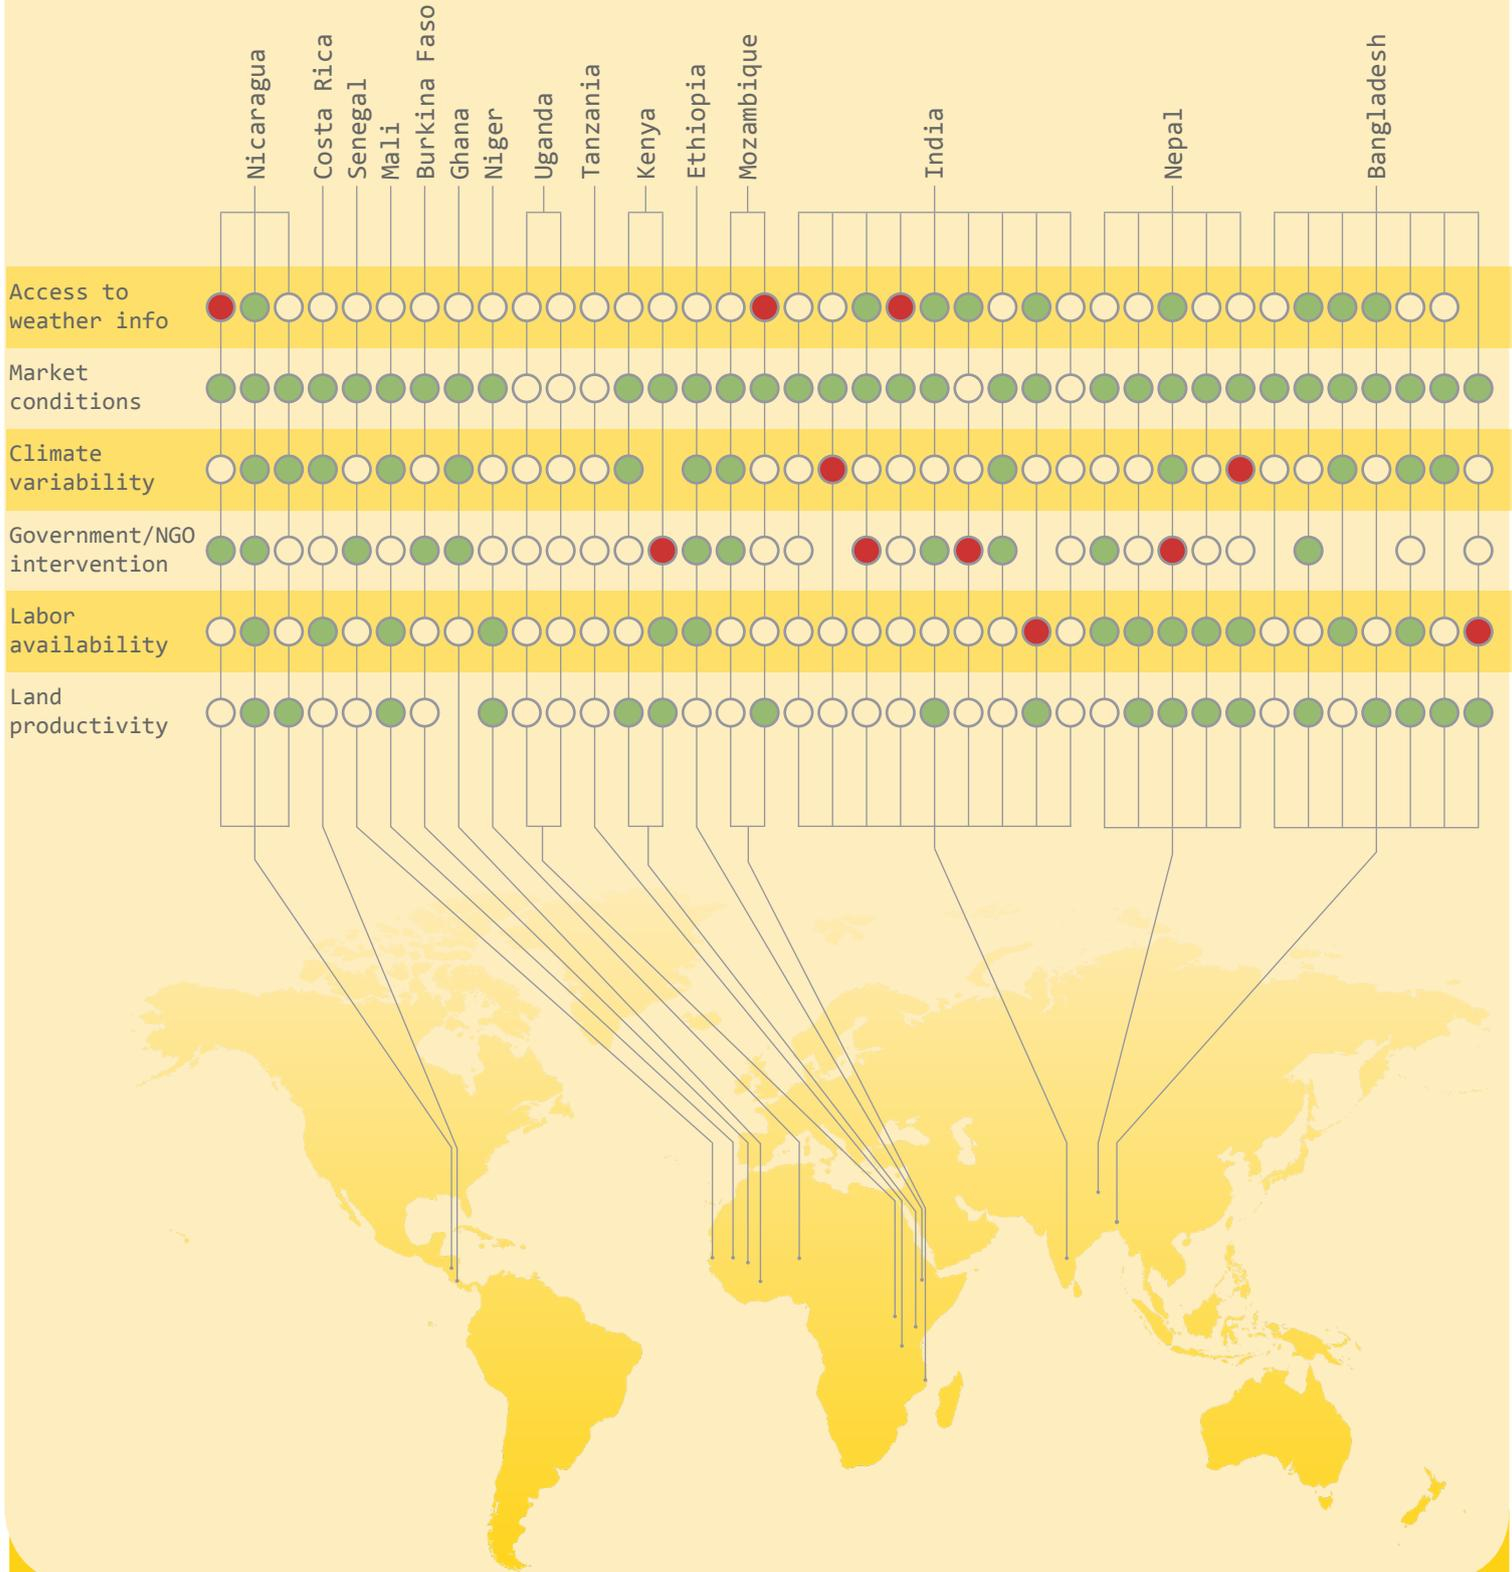 Nicaragua
Costa Rica
Senegal
Mali
Burkina Faso
Ghana
Niger
Uganda
Tanzania
Kenya
Ethiopia
Mozambique
India
Nepal
Bangladesh
Access to
weather info
Market
conditions
Climate
variability
Government/NGO
intervention
Labor
availability
Land
productivity